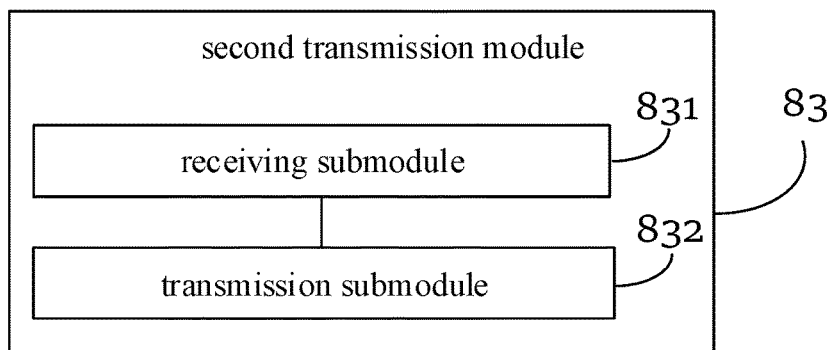 second transmission module
831
83
receiving submodule
832
transmission submodule